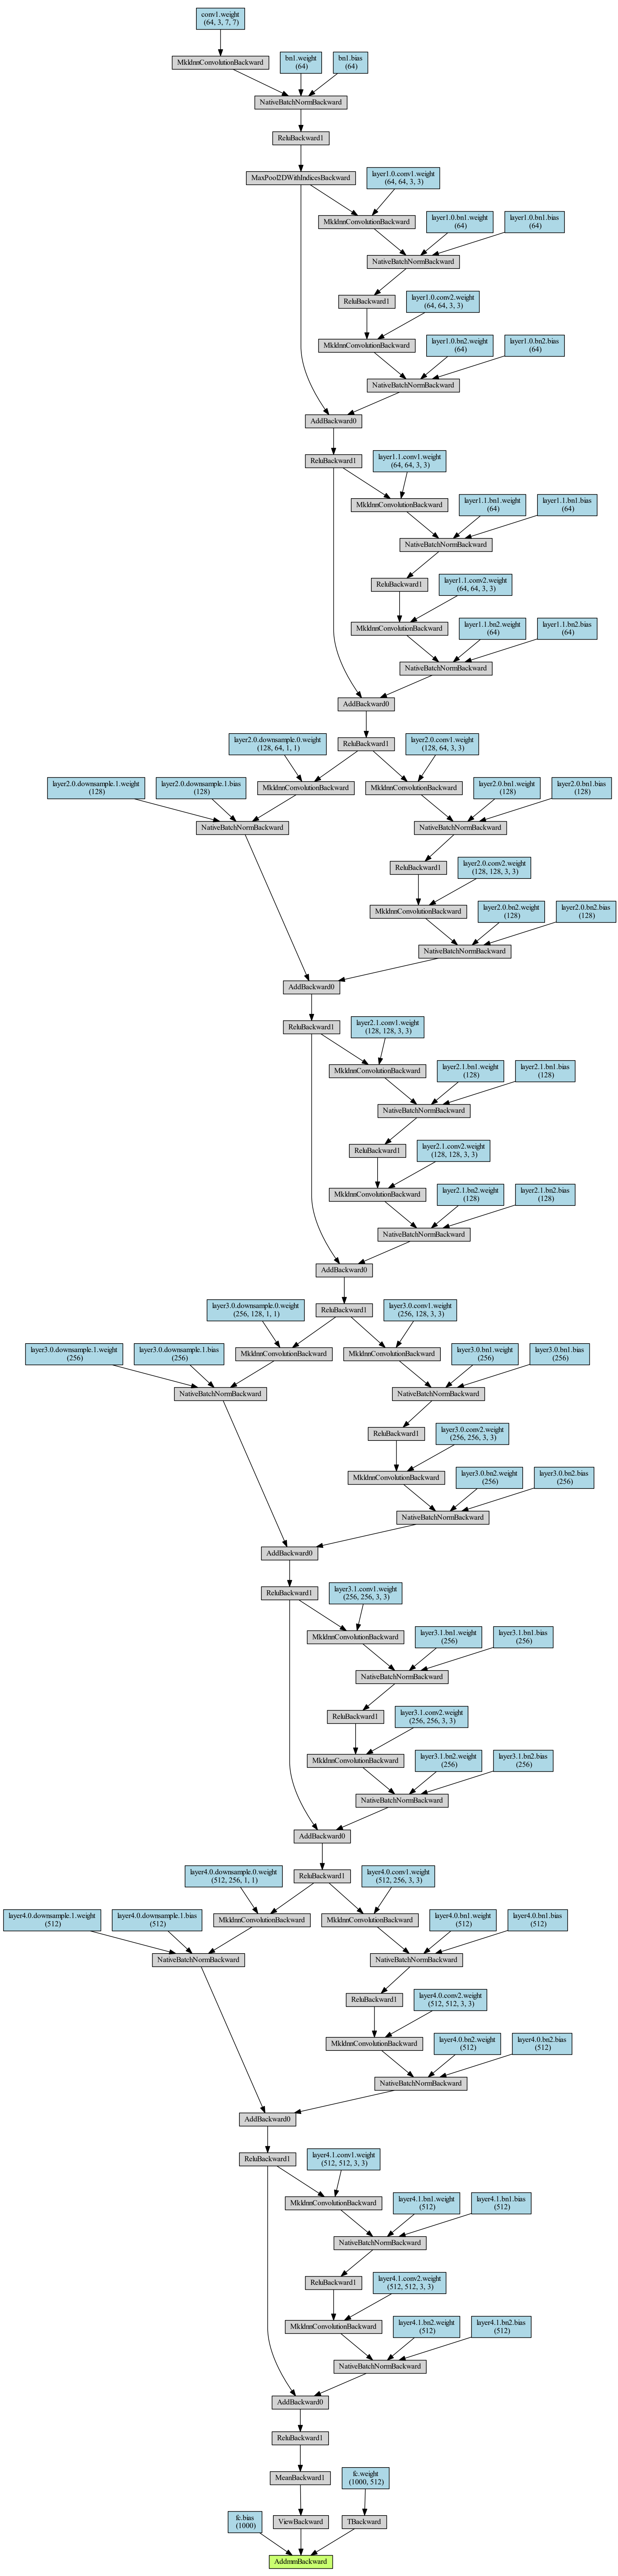 conv1.weight
(64, 3, 7, 7)
MkldnnConvolutionBackward
bn1.weight
(64)
bn1.bias
(64)
NativeBatchNormBackward
ReluBackward1
MaxPool2DWithIndicesBackward
layer1.0.conv1.weight
(64, 64, 3, 3)
MkldnnConvolutionBackward
layer1.0.bn1.weight
(64)
layer1.0.bn1.bias
(64)
NativeBatchNormBackward
ReluBackward1
layer1.0.conv2.weight
(64, 64, 3, 3)
MkldnnConvolutionBackward
layer1.0.bn2.weight
(64)
layer1.0.bn2.bias
(64)
NativeBatchNormBackward
AddBackward0
ReluBackward1
layer1.1.conv1.weight
(64, 64, 3, 3)
MkldnnConvolutionBackward
layer1.1.bn1.weight
(64)
layer1.1.bn1.bias
(64)
NativeBatchNormBackward
ReluBackward1
layer1.1.conv2.weight
(64, 64, 3, 3)
MkldnnConvolutionBackward
layer1.1.bn2.weight
(64)
layer1.1.bn2.bias
(64)
NativeBatchNormBackward
AddBackward0
layer2.0.downsample.0.weight
(128, 64, 1, 1)
ReluBackward1
layer2.0.conv1.weight
(128, 64, 3, 3)
layer2.0.downsample.1.weight
(128)
layer2.0.downsample.1.bias
(128)
MkldnnConvolutionBackward
MkldnnConvolutionBackward
layer2.0.bn1.weight
(128)
layer2.0.bn1.bias
(128)
NativeBatchNormBackward
NativeBatchNormBackward
ReluBackward1
layer2.0.conv2.weight
(128, 128, 3, 3)
MkldnnConvolutionBackward
layer2.0.bn2.weight
(128)
layer2.0.bn2.bias
(128)
NativeBatchNormBackward
AddBackward0
ReluBackward1
layer2.1.conv1.weight
(128, 128, 3, 3)
MkldnnConvolutionBackward
layer2.1.bn1.weight
(128)
layer2.1.bn1.bias
(128)
NativeBatchNormBackward
ReluBackward1
layer2.1.conv2.weight
(128, 128, 3, 3)
MkldnnConvolutionBackward
layer2.1.bn2.weight
(128)
layer2.1.bn2.bias
(128)
NativeBatchNormBackward
AddBackward0
layer3.0.downsample.0.weight
(256, 128, 1, 1)
ReluBackward1
layer3.0.conv1.weight
(256, 128, 3, 3)
layer3.0.downsample.1.weight
(256)
layer3.0.downsample.1.bias
(256)
MkldnnConvolutionBackward
MkldnnConvolutionBackward
layer3.0.bn1.weight
(256)
layer3.0.bn1.bias
(256)
NativeBatchNormBackward
NativeBatchNormBackward
ReluBackward1
layer3.0.conv2.weight
(256, 256, 3, 3)
MkldnnConvolutionBackward
layer3.0.bn2.weight
(256)
layer3.0.bn2.bias
(256)
NativeBatchNormBackward
AddBackward0
ReluBackward1
layer3.1.conv1.weight
(256, 256, 3, 3)
MkldnnConvolutionBackward
layer3.1.bn1.weight
(256)
layer3.1.bn1.bias
(256)
NativeBatchNormBackward
ReluBackward1
layer3.1.conv2.weight
(256, 256, 3, 3)
MkldnnConvolutionBackward
layer3.1.bn2.weight
(256)
layer3.1.bn2.bias
(256)
NativeBatchNormBackward
AddBackward0
layer4.0.downsample.0.weight
(512, 256, 1, 1)
ReluBackward1
layer4.0.conv1.weight
(512, 256, 3, 3)
layer4.0.downsample.1.weight
(512)
layer4.0.downsample.1.bias
(512)
MkldnnConvolutionBackward
MkldnnConvolutionBackward
layer4.0.bn1.weight
(512)
layer4.0.bn1.bias
(512)
NativeBatchNormBackward
NativeBatchNormBackward
ReluBackward1
layer4.0.conv2.weight
(512, 512, 3, 3)
MkldnnConvolutionBackward
layer4.0.bn2.weight
(512)
layer4.0.bn2.bias
(512)
NativeBatchNormBackward
AddBackward0
ReluBackward1
layer4.1.conv1.weight
(512, 512, 3, 3)
MkldnnConvolutionBackward
layer4.1.bn1.weight
(512)
layer4.1.bn1.bias
(512)
NativeBatchNormBackward
ReluBackward1
layer4.1.conv2.weight
(512, 512, 3, 3)
MkldnnConvolutionBackward
layer4.1.bn2.weight
(512)
layer4.1.bn2.bias
(512)
NativeBatchNormBackward
AddBackward0
ReluBackward1
MeanBackward1
fc.weight
(1000, 512)
fc.bias
(1000)
ViewBackward
TBackward
AddmmBackward